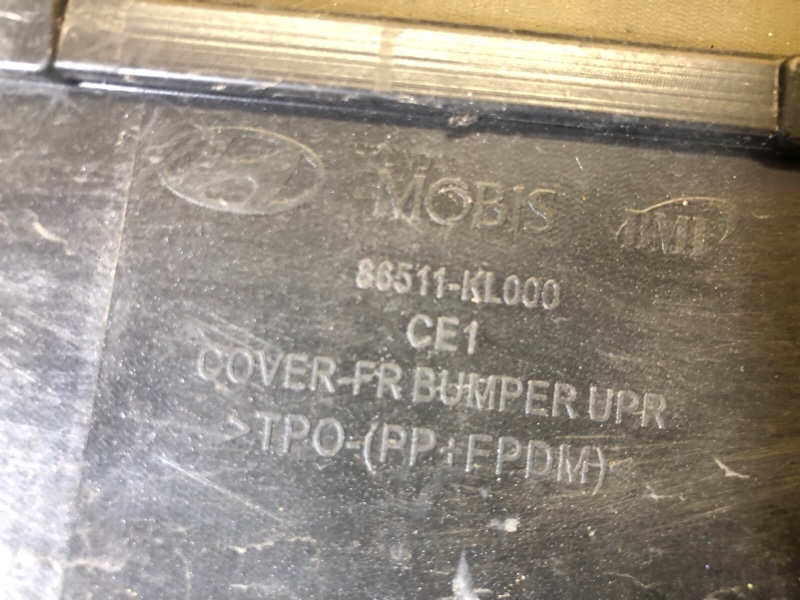 MOBIS
86511-KL000
CE1
COVER-FR BUMPER UPR
>TPO-(PP+EPDM)